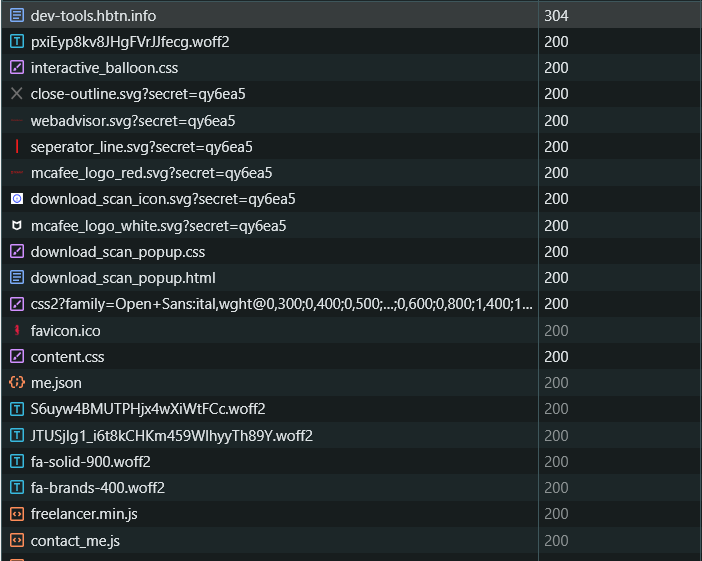 dev-tools.hbtn.info 304
pxiEyp8kv8JHgFVrJJfecg.woff2 200
interactive_balloon.css 200
close-outline.svg?secret=qy6ea5 200
webadvisor.svg?secret=qy6ea5 200
seperator_line.svg?secret=qy6ea5 200
mcafee_logo_red.svg?secret=qy6ea5 200
download_scan_icon.svg?secret=qy6ea5 200
mcafee_logo_white.svg?secret=qy6ea5 200
download_scan_popup.css 200
download_scan_popup.html 200
css2?family=Open+Sans:ital,wght@0,300;0,400;0,500;...;0,600;0,800;1,400;1... 200
favicon.ico 200
content.css 200
me.json 200
S6uyw4BMUTPHjx4wXiWtFCc.woff2 200
JTUSjIg1_i6t8kCHKm459WlhyyTh89Y.woff2 200
fa-solid-900.woff2 200
fa-brands-400.woff2 200
freelancer.min.js 200
contact_me.js 200